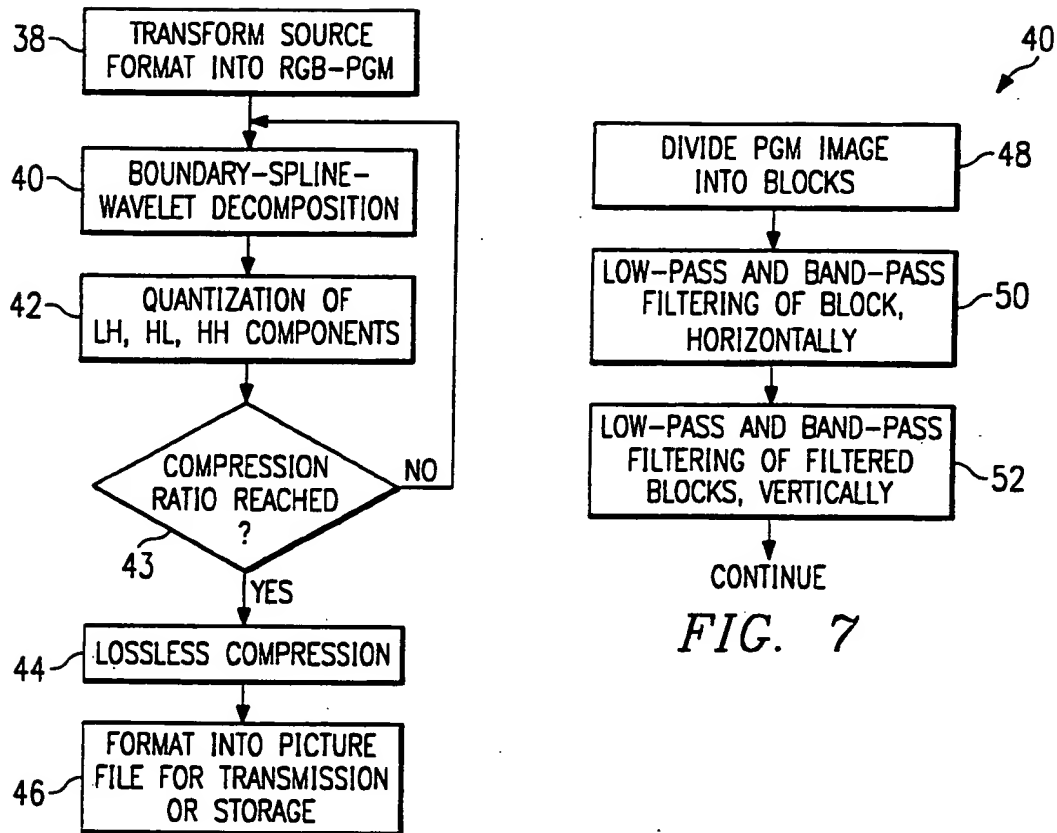 38
TRANSFORM SOURCE
FORMAT INTO RGB-PGM
40
BOUNDARY-SPLINE-
WAVELET DECOMPOSITION
42
QUANTIZATION OF
LH, HL, HH COMPONENTS
COMPRESSION
RATIO REACHED
?
NO
43
YES
44
LOSSLESS COMPRESSION
46
FORMAT INTO PICTURE
FILE FOR TRANSMISSION
OR STORAGE
40
DIVIDE PGM IMAGE
INTO BLOCKS
48
LOW-PASS AND BAND-PASS
FILTERING OF BLOCK,
HORIZONTALLY
50
LOW-PASS AND BAND-PASS
FILTERING OF FILTERED
BLOCKS, VERTICALLY
52
CONTINUE
FIG. 7